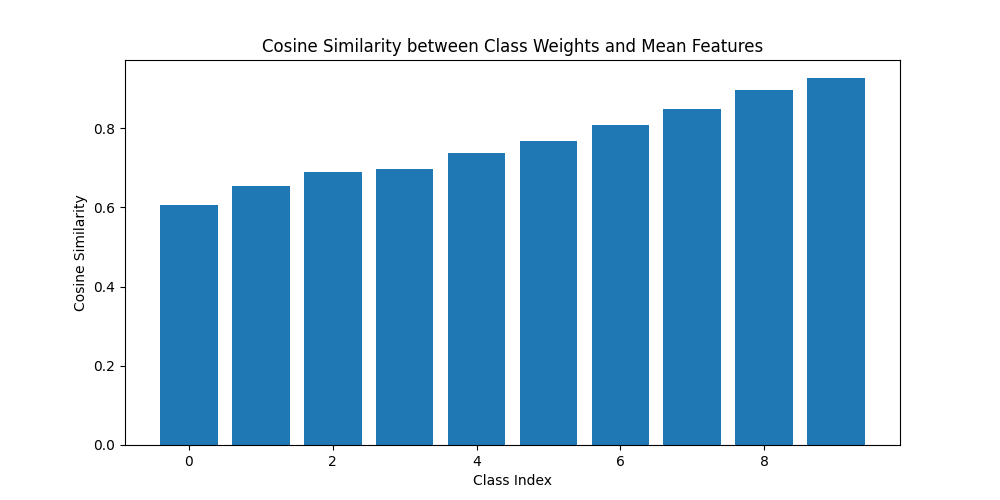 Cosine Similarity between Class Weights and Mean Features
0.8
0.6
0.4
0.2
0.0
Cosine Similarity
0 2 4 6 8
Class Index